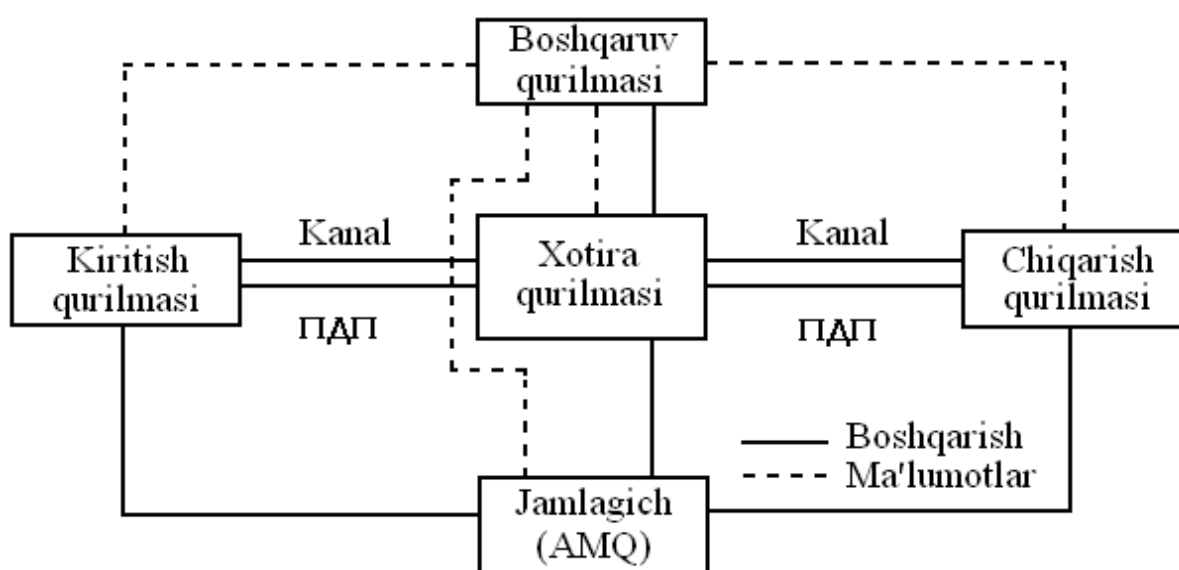 Boshqaruv
qurilmasi
Kanal
Kanal
Kiritish
qurilmasi
Xotira
qurilmasi
Chiqarish
qurilmasi
ПДП
ПДП
Boshqarish
Ma'lumotlar
Jamlagich
(AMQ)